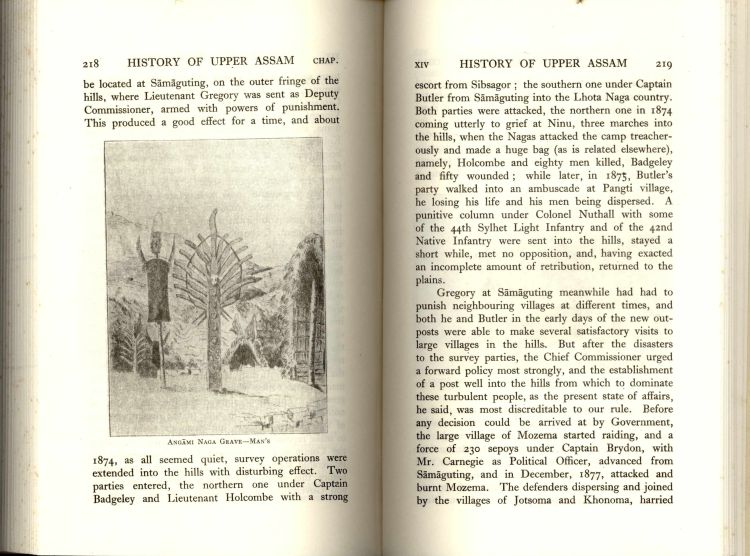 218 HISTORY OF UPPER ASSAM CHAP.
be located at Sāmāguting, on the outer fringe of the
hills, where Lieutenant Gregory was sent as Deputy
Commissioner, armed with powers of punishment.
This produced a good effect for a time, and about
ANGĀMI NAGA GRAVE—MAN'S
1874, as all seemed quiet, survey operations were
extended into the hills with disturbing effect. Two
parties entered, the northern one under Captain
Badgeley and Lieutenant Holcombe with a strong
XIV HISTORY OF UPPER ASSAM 219
escort from Sibsagor ; the southern one under Captain
Butler from Sāmāguting into the Lhota Naga country.
Both parties were attacked, the northern one in 1874
coming utterly to grief at Ninu, three marches into
the hills, when the Nagas attacked the camp treacher-
ously and made a huge bag (as is related elsewhere),
namely, Holcombe and eighty men killed, Badgeley
and fifty wounded ; while later, in 1875, Butler's
party walked into an ambuscade at Pangti village,
he losing his life and his men being dispersed. A
punitive column under Colonel Nuthall with some
of the 44th Sylhet Light Infantry and of the 42nd
Native Infantry were sent into the hills, stayed a
short while, met no opposition, and, having exacted
an incomplete amount of retribution, returned to the
plains.
Gregory at Sāmāguting meanwhile had had to
punish neighbouring villages at different times, and
both he and Butler in the early days of the new out-
posts were able to make several satisfactory visits to
large villages in the hills. But after the disasters
to the survey parties, the Chief Commissioner urged
a forward policy most strongly, and the establishment
of a post well into the hills from which to dominate
these turbulent people, as the present state of affairs,
he said, was most discreditable to our rule. Before
any decision could be arrived at by Government,
the large village of Mozema started raiding, and a
force of 230 sepoys under Captain Brydon, with
Mr. Carnegie as Political Officer, advanced from
Sāmāguting, and in December, 1877, attacked and
burnt Mozema. The defenders dispersing and joined
by the villages of Jotsoma and Khonoma, harried